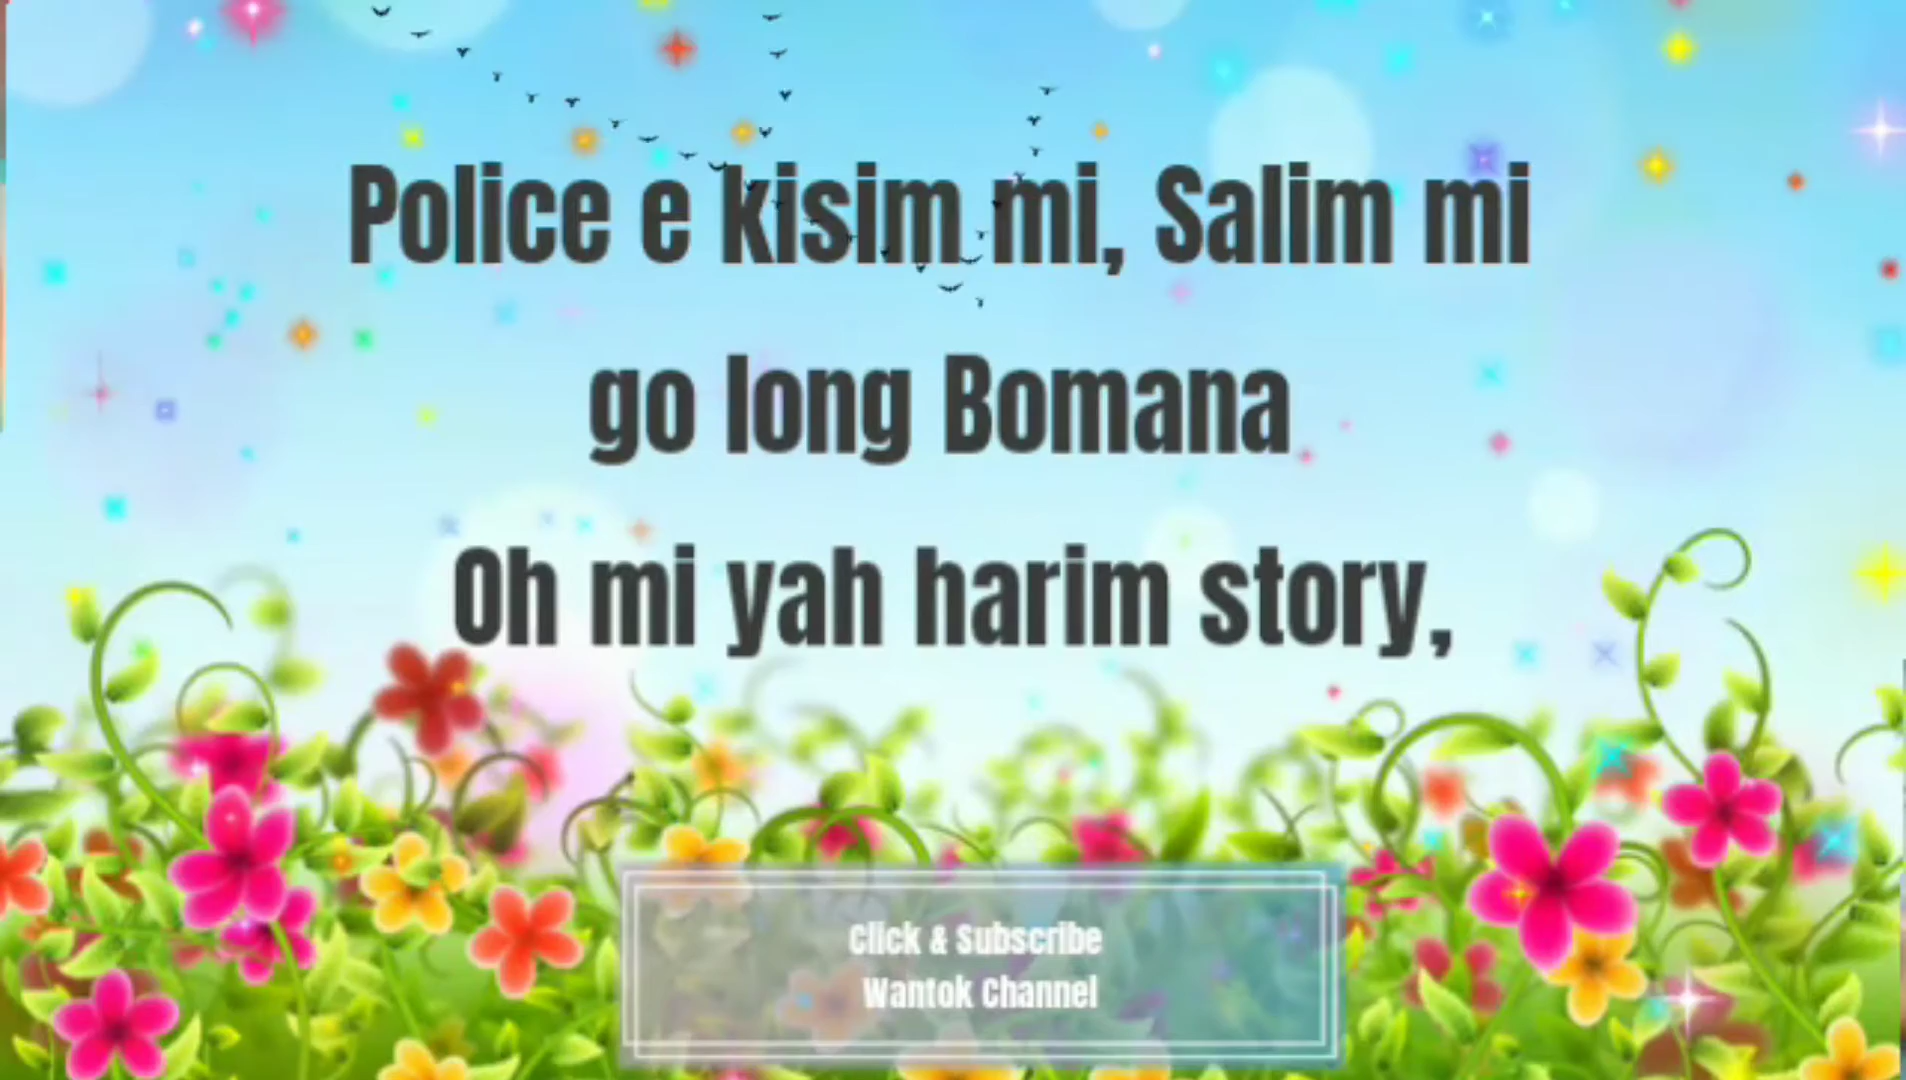 Police e kisim mi, Salim mi
go long Bomana
Oh mi yah harim story,
Click & Subscribe
Wantok Channel